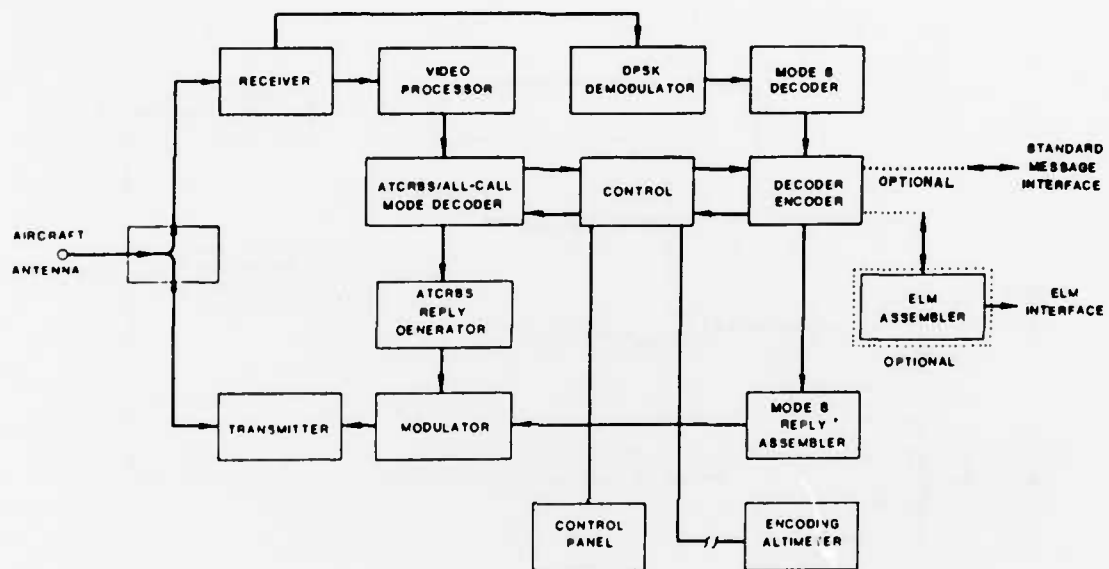 RECEIVER
VIDEO
PROCESSOR
DPSK
DEMODULATOR
MODE S
DECODER
ATCRBS/ALL-CALL
MODE DECODER
CONTROL
DECODER
ENCODER
OPTIONAL
STANDARD
MESSAGE
INTERFACE
AIRCRAFT
ANTENNA
ATCRBS
REPLY
GENERATOR
ELM
ASSEMBLER
OPTIONAL
ELM
INTERFACE
TRANSMITTER
MODULATOR
MODE S
REPLY
ASSEMBLER
CONTROL
PANEL
ENCODING
ALTIMETER